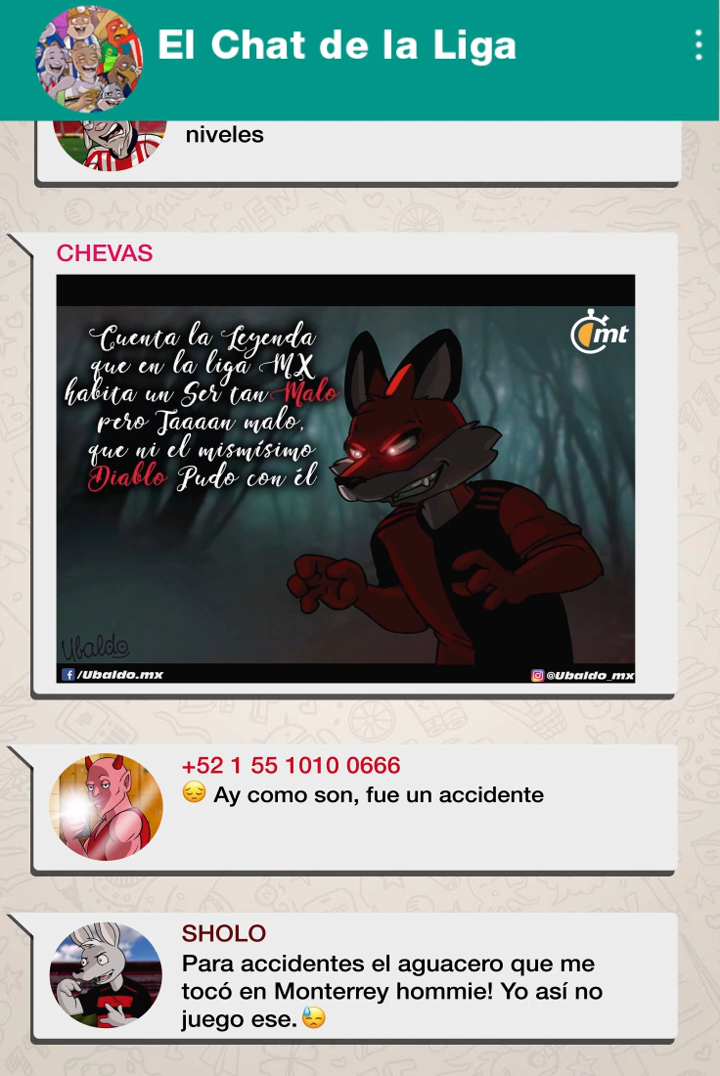 El Chat de la Liga
niveles
CHEVAS
Cuenta la Leyenda
que en la liga MX
habita un Ser tan Malo
pero Taaaan malo,
que ni el mismísimo
Diablo Pudo con él
mt
Ubaldo
f /Ubaldo.mx
@Ubaldo_mx
+52 1 55 1010 0666
😔 Ay como son, fue un accidente
SHOLO
Para accidentes el aguacero que me
tocó en Monterrey hommie! Yo así no
juego ese.😓